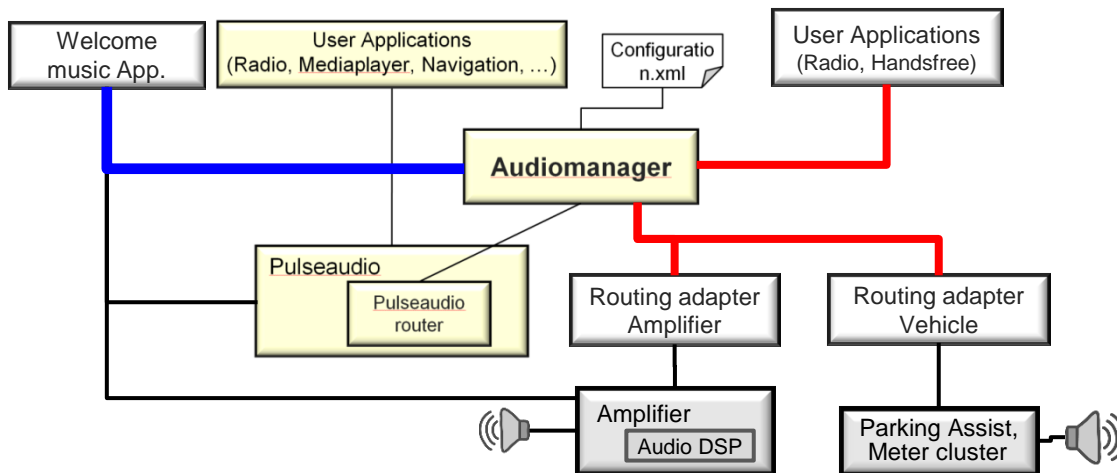 Welcome
music App.
User Applications
(Radio, Mediaplayer, Navigation, ...)
Configuratio
n.xml
User Applications
(Radio, Handsfree)
Audiomanager
Pulseaudio
Pulseaudio
router
Routing adapter
Amplifier
Routing adapter
Vehicle
Amplifier
Audio DSP
Parking Assist,
Meter cluster